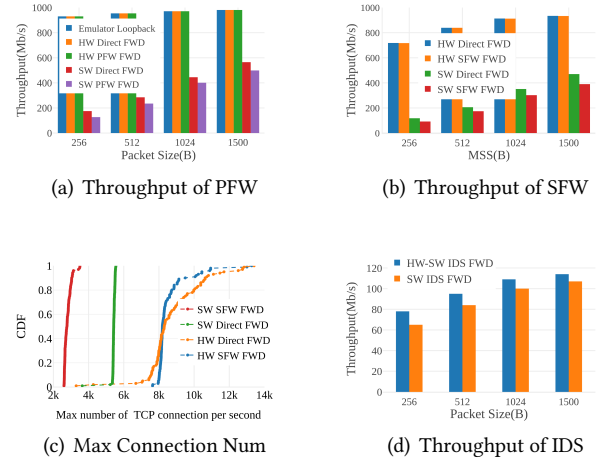 1000
800
600
400
200
0
Throughput(Mb/s)
Emulator Loopback
HW Direct FWD
HW PFW FWD
SW Direct FWD
SW PFW FWD
256 512 1024 1500
Packet Size(B)
(a) Throughput of PFW
1000
800
600
400
200
0
Throughput(Mb/s)
HW Direct FWD
HW SFW FWD
SW Direct FWD
SW SFW FWD
256 512 1024 1500
MSS(B)
(b) Throughput of SFW
1
0.8
0.6
0.4
0.2
0
CDF
SW SFW FWD
SW Direct FWD
HW Direct FWD
HW SFW FWD
2k 4k 6k 8k 10k 12k 14k
Max number of TCP connection per second
(c) Max Connection Num
120
100
80
60
40
20
0
Throughput(Mb/s)
HW-SW IDS FWD
SW IDS FWD
256 512 1024 1500
Packet Size(B)
(d) Throughput of IDS